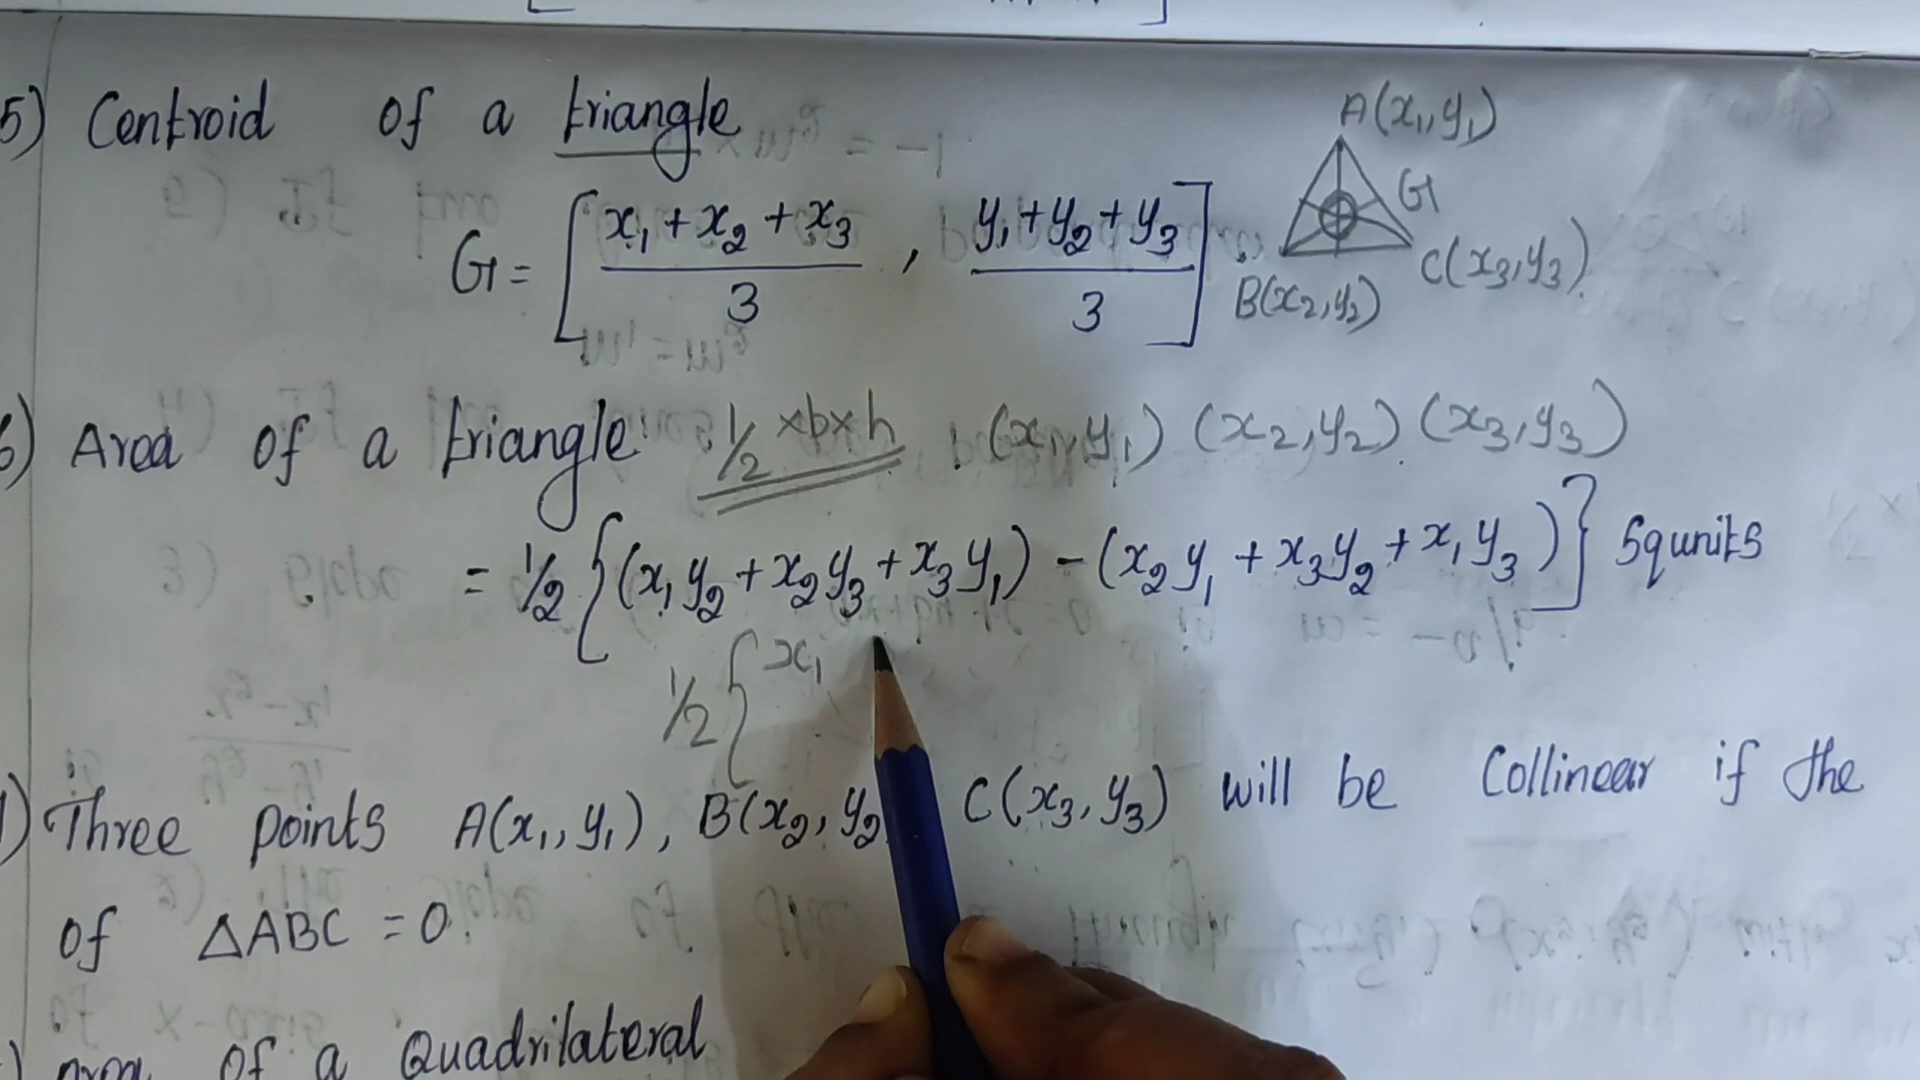 5) Centroid of a triangle
A(x₁,y₁)
G = [ (x₁+x₂+x₃)/3 , (y₁+y₂+y₃)/3 ]
G
B(x₂,y₂)
C(x₃,y₃)
6) Area of a triangle 1/2 ×b×h (x₁,y₁) (x₂,y₂) (x₃,y₃)
= 1/2 {(x₁y₂+x₂y₃+x₃y₁) - (x₂y₁+x₃y₂+x₁y₃)} Squnits
1/2 { x₁
) Three points A(x₁,y₁), B(x₂,y₂ C(x₃,y₃) will be Collinear if the
of △ABC = 0
) area of a Quadrilateral